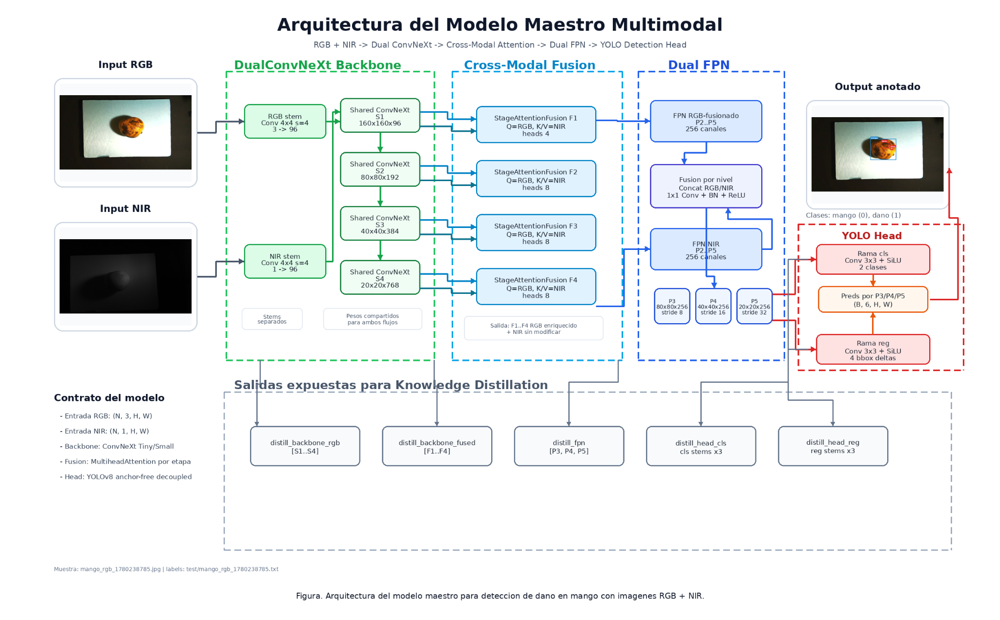 Arquitectura del Modelo Maestro Multimodal
RGB + NIR -> Dual ConvNeXt -> Cross-Modal Attention -> Dual FPN -> YOLO Detection Head
Input RGB
Input NIR
DualConvNeXt Backbone
RGB stem
Conv 4x4 s=4
3 -> 96
NIR stem
Conv 4x4 s=4
1 -> 96
Shared ConvNeXt
S1
160x160x96
Shared ConvNeXt
S2
80x80x192
Shared ConvNeXt
S3
40x40x384
Shared ConvNeXt
S4
20x20x768
Stems
separados
Pesos compartidos
para ambos flujos
Cross-Modal Fusion
StageAttentionFusion F1
Q=RGB, K/V=NIR
heads 4
StageAttentionFusion F2
Q=RGB, K/V=NIR
heads 8
StageAttentionFusion F3
Q=RGB, K/V=NIR
heads 8
StageAttentionFusion F4
Q=RGB, K/V=NIR
heads 8
Salida: F1..F4 RGB enriquecido
+ NIR sin modificar
Dual FPN
FPN RGB-fusionado
P2..P5
256 canales
Fusion por nivel
Concat RGB/NIR
1x1 Conv + BN + ReLU
FPN NIR
P2..P5
256 canales
P3
80x80x256
stride 8
P4
40x40x256
stride 16
P5
20x20x256
stride 32
Output anotado
Clases: mango (0), dano (1)
YOLO Head
Rama cls
Conv 3x3 + SiLU
2 clases
Preds por P3/P4/P5
(B, 6, H, W)
Rama reg
Conv 3x3 + SiLU
4 bbox deltas
Contrato del modelo
- Entrada RGB: (N, 3, H, W)
- Entrada NIR: (N, 1, H, W)
- Backbone: ConvNeXt Tiny/Small
- Fusion: MultiheadAttention por etapa
- Head: YOLOv8 anchor-free decoupled
Salidas expuestas para Knowledge Distillation
distill_backbone_rgb
[S1..S4]
distill_backbone_fused
[F1..F4]
distill_fpn
[P3, P4, P5]
distill_head_cls
cls stems x3
distill_head_reg
reg stems x3
Muestra: mango_rgb_1780238785.jpg | labels: test/mango_rgb_1780238785.txt
Figura. Arquitectura del modelo maestro para deteccion de dano en mango con imagenes RGB + NIR.